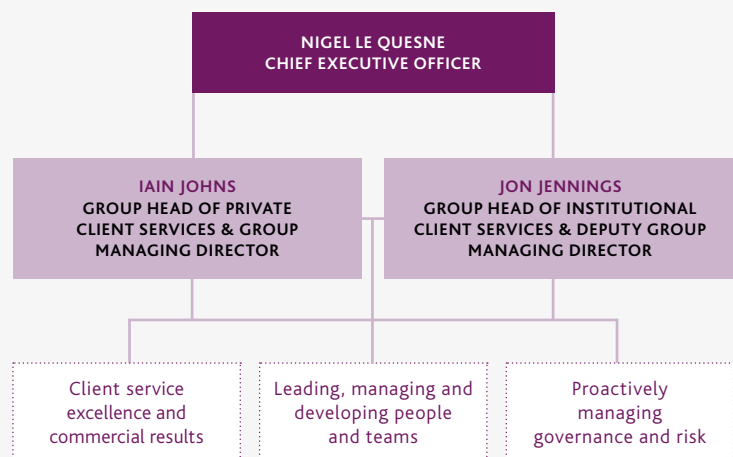 NIGEL LE QUESNE
CHIEF EXECUTIVE OFFICER
IAIN JOHNS
GROUP HEAD OF PRIVATE
CLIENT SERVICES & GROUP
MANAGING DIRECTOR
JON JENNINGS
GROUP HEAD OF INSTITUTIONAL
CLIENT SERVICES & DEPUTY GROUP
MANAGING DIRECTOR
Client service
excellence and
commercial results
Leading, managing and
developing people
and teams
Proactively
managing
governance and risk